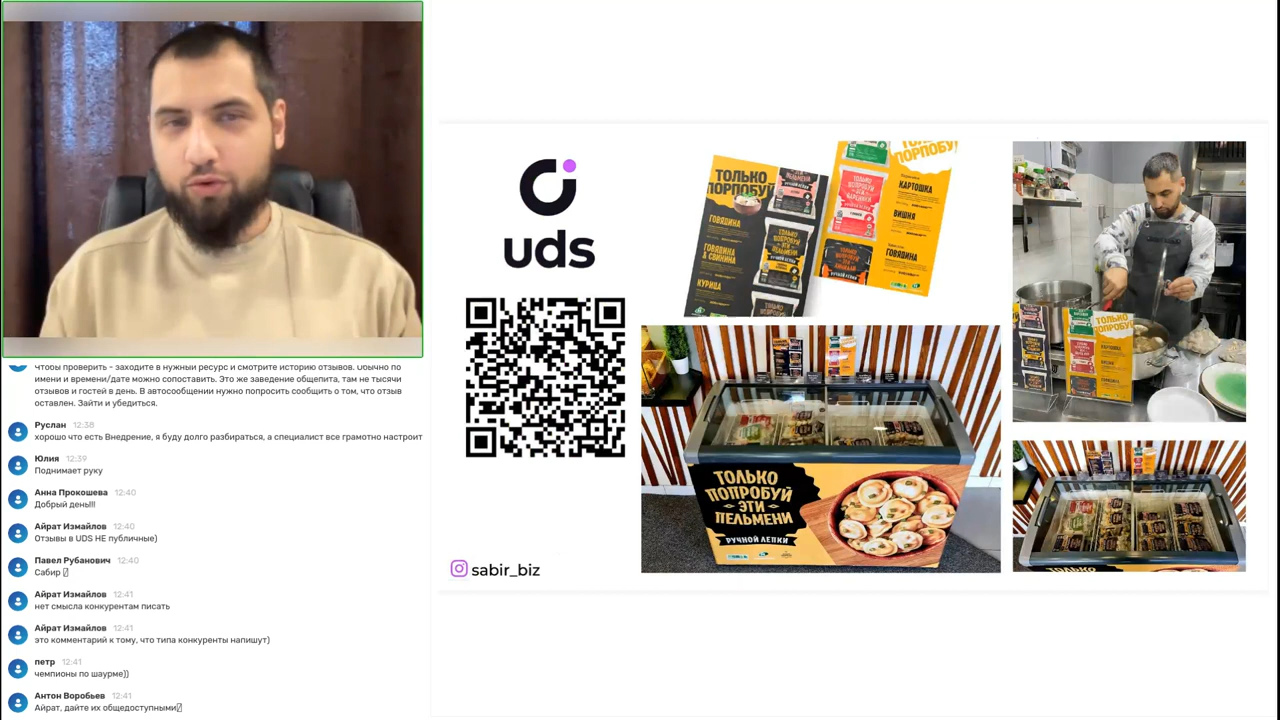 чтобы проверить - заходите в нужный ресурс и смотрите историю отзывов. Обычно по
имени и времени/дате можно сопоставить. Это же заведение общепита, там не тысячи
отзывов и гостей в день. В автосообщении нужно попросить сообщить о том, что отзыв
оставлен. Зайти и убедиться.
Руслан 12:38
хорошо что есть Внедрение, я буду долго разбираться, а специалист все грамотно настроит
Юлия 12:39
Поднимает руку
Анна Прокошева 12:40
Добрый день!!!
Айрат Измайлов 12:40
Отзывы в UDS НЕ публичные)
Павел Рубанович 12:40
Сабир
Айрат Измайлов 12:41
нет смысла конкурентам писать
Айрат Измайлов 12:41
это комментарий к тому, что типа конкуренты напишут)
петр 12:41
чемпионы по шаурме))
Антон Воробьев 12:41
Айрат, дайте их общедоступными
uds
sabir_biz
ТОЛЬКО
ПОРПОБУЙ
ГОВЯДИНА
ГОВЯДИНА
& СВИНИНА
КУРИЦА
ПОРПОБУЙ
КАРТОШКА
ВИШНЯ
ГОВЯДИНА
ТОЛЬКО
ПОПРОБУЙ
ЭТИ
ПЕЛЬМЕНИ
РУЧНОЙ ЛЕПКИ
ТОЛЬКО